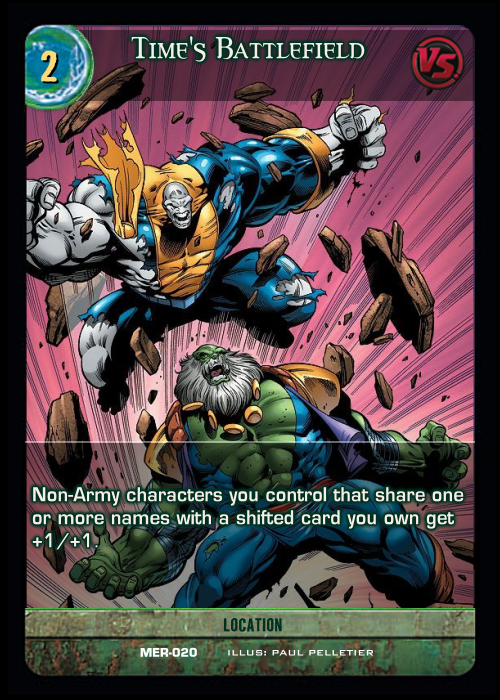 2
TIME'S BATTLEFIELD
VS.
Non-Army characters you control that share one
or more names with a shifted card you own get
+1/+1.
LOCATION
MER-020 ILLUS: PAUL PELLETIER